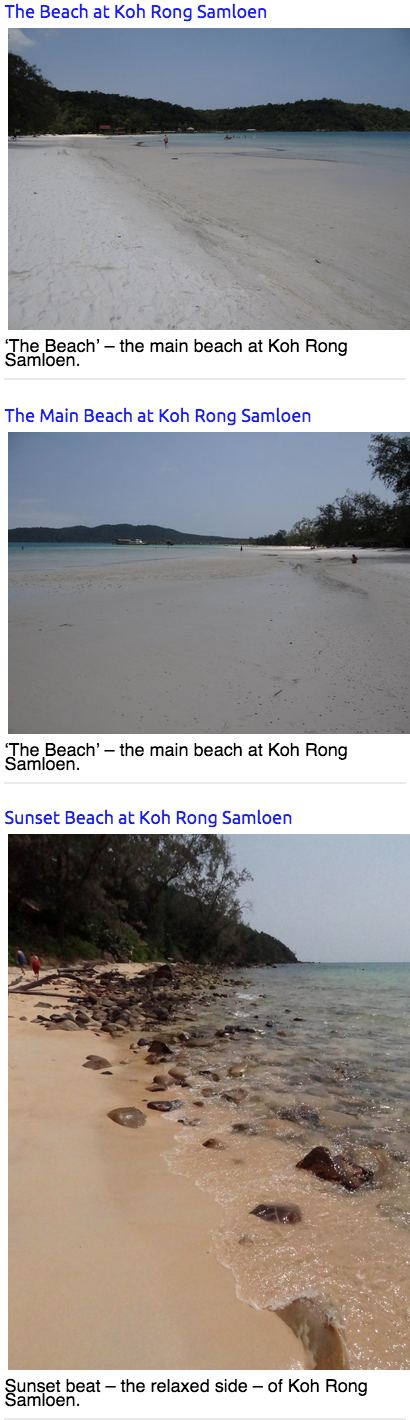 The Beach at Koh Rong Samloen
‘The Beach’ – the main beach at Koh Rong
Samloen.
The Main Beach at Koh Rong Samloen
‘The Beach’ – the main beach at Koh Rong
Samloen.
Sunset Beach at Koh Rong Samloen
Sunset beat – the relaxed side – of Koh Rong
Samloen.